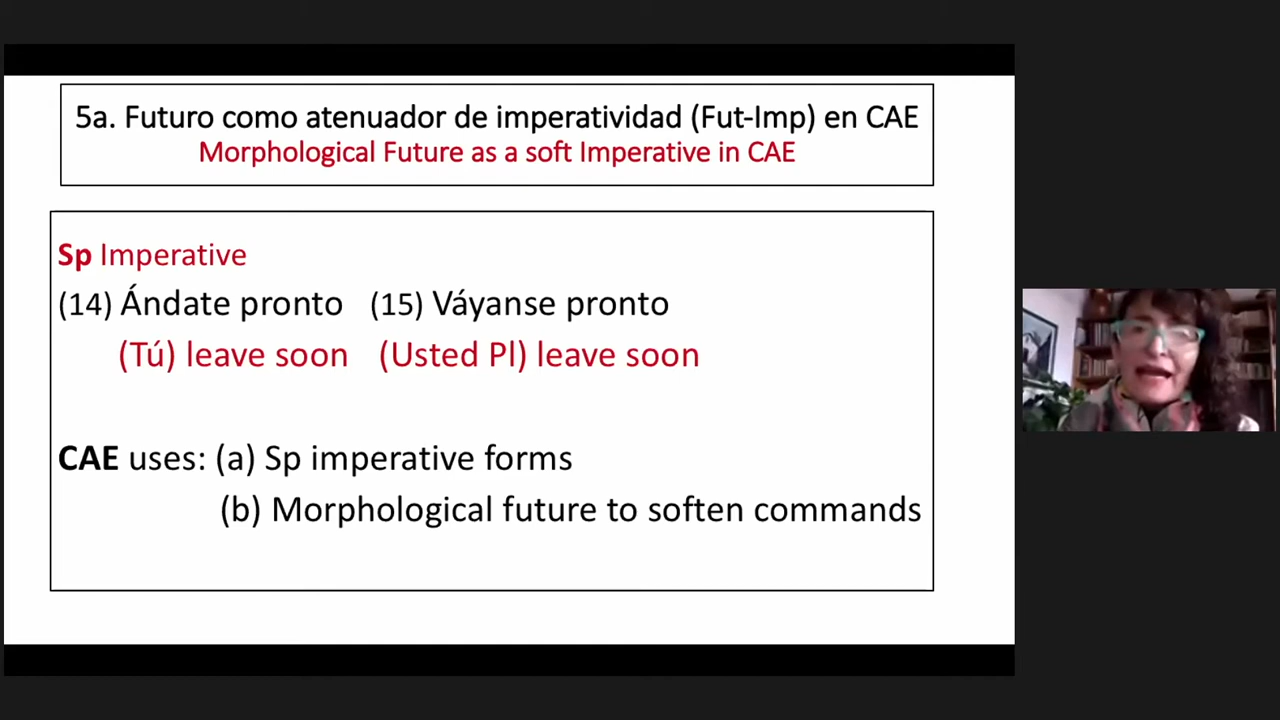 5a. Futuro como atenuador de imperatividad (Fut-Imp) en CAE
Morphological Future as a soft Imperative in CAE
Sp Imperative
(14) Ándate pronto (15) Váyanse pronto
(Tú) leave soon (Usted Pl) leave soon
CAE uses: (a) Sp imperative forms
(b) Morphological future to soften commands